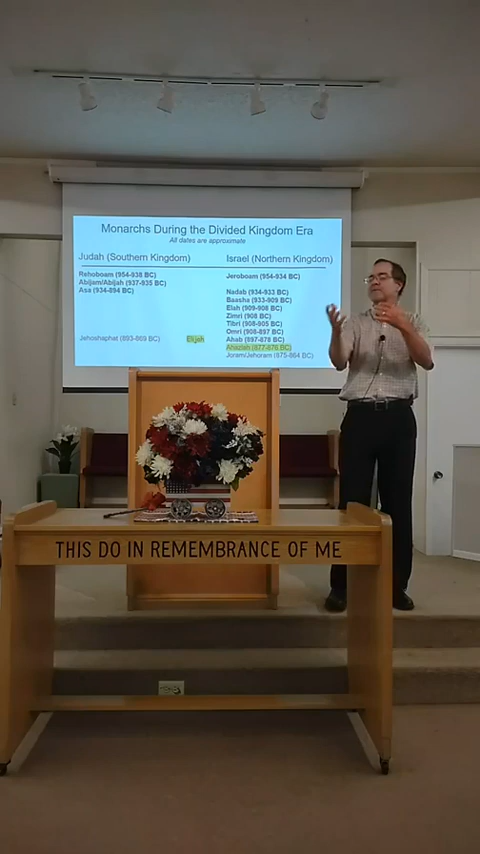 Monarchs During the Divided Kingdom Era
All dates are approximate
Judah (Southern Kingdom)
Israel (Northern Kingdom)
Rehoboam (954-938 BC)
Jeroboam (954-934 BC)
Abijam/Abijah (937-935 BC)
Asa (934-894 BC)
Nadab (934-933 BC)
Baasha (933-909 BC)
Elah (909-908 BC)
Zimri (908 BC)
Tibri (908-905 BC)
Omri (908-897 BC)
Jehoshaphat (893-869 BC)
Elijah
Ahab (897-878 BC)
Ahaziah (877-876 BC)
Joram/Jehoram (875-864 BC)
THIS DO IN REMEMBRANCE OF ME